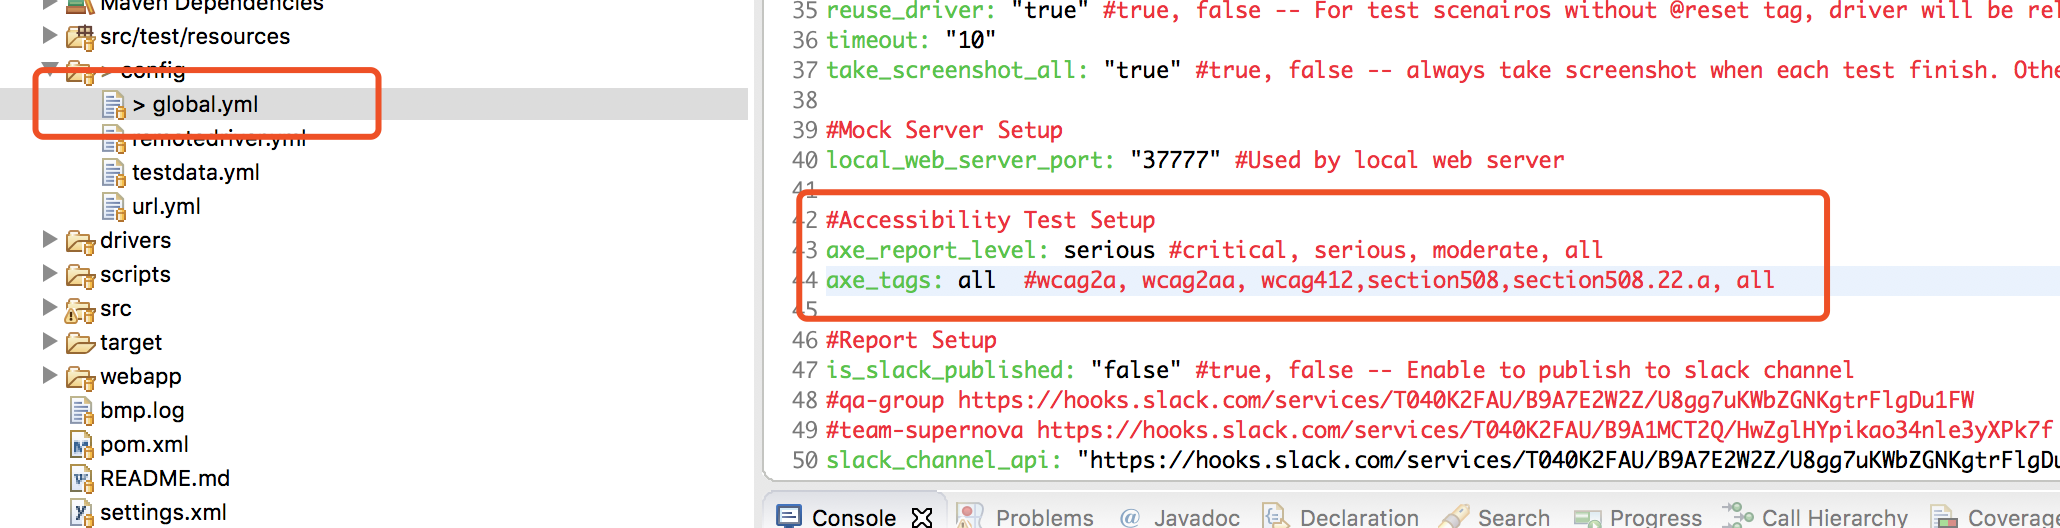 Maven Dependencies
src/test/resources
> config
> global.yml
remotedriver.yml
testdata.yml
url.yml
drivers
scripts
src
target
webapp
bmp.log
pom.xml
README.md
settings.xml
35 reuse_driver: "true" #true, false -- For test scenairos without @reset tag, driver will be rel
36 timeout: "10"
37 take_screenshot_all: "true" #true, false -- always take screenshot when each test finish. Othe
38
39 #Mock Server Setup
40 local_web_server_port: "37777" #Used by local web server
41
42 #Accessibility Test Setup
43 axe_report_level: serious #critical, serious, moderate, all
44 axe_tags: all  #wcag2a, wcag2aa, wcag412,section508,section508.22.a, all
45
46 #Report Setup
47 is_slack_published: "false" #true, false -- Enable to publish to slack channel
48 #qa-group https://hooks.slack.com/services/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
49 #team-supernova https://hooks.slack.com/services/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
50 slack_channel_api: "https://hooks.slack.com/services/T040K2FAU/B9A7E2W2Z/U8gg7uKWbZGNKgtrFlgDu
Console Problems @ Javadoc Declaration Search Progress Call Hierarchy Coverag